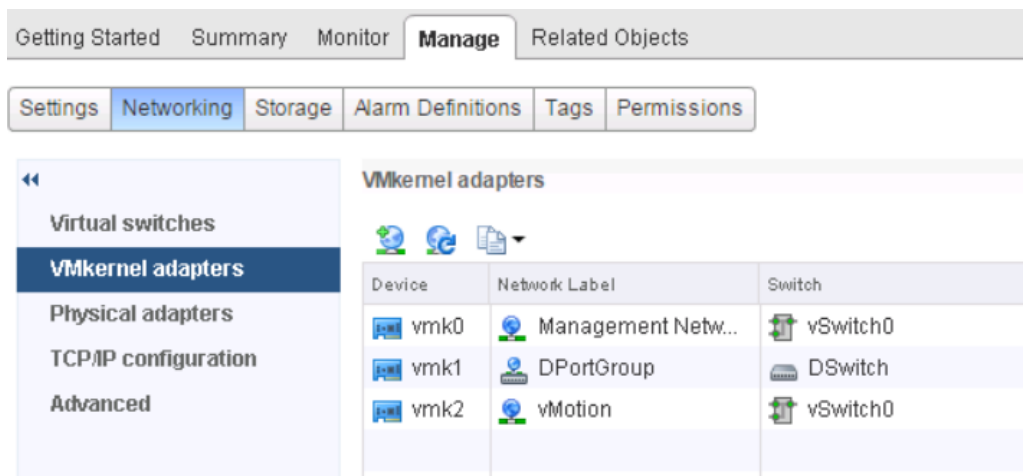 Getting Started Summary Monitor Manage Related Objects
Settings Networking Storage Alarm Definitions Tags Permissions
VMkernel adapters
Virtual switches
VMkernel adapters
Physical adapters
TCP/IP configuration
Advanced
Device Network Label Switch
vmk0 Management Netw... vSwitch0
vmk1 DPortGroup DSwitch
vmk2 vMotion vSwitch0